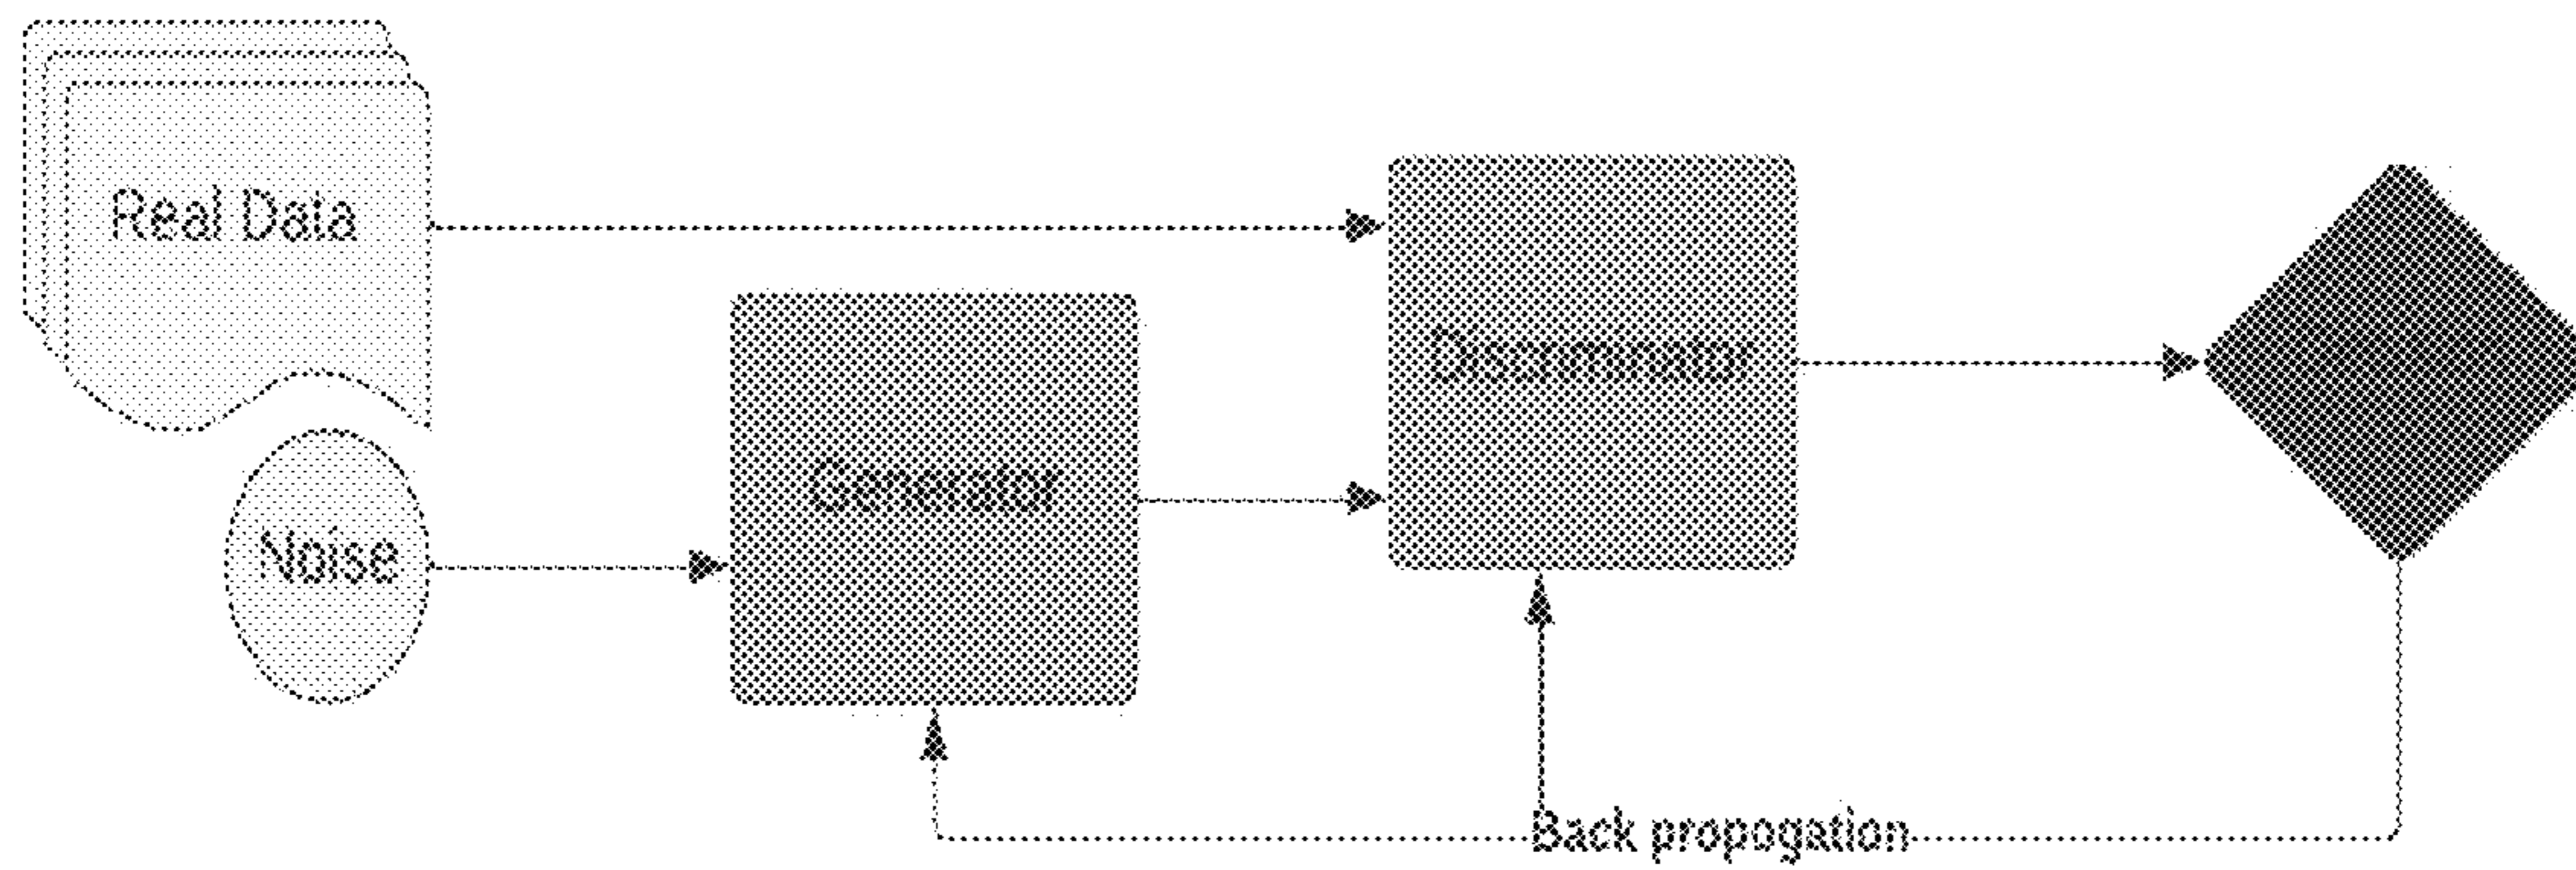 Real Data
Discriminator
Generator
Noise
Back propogation